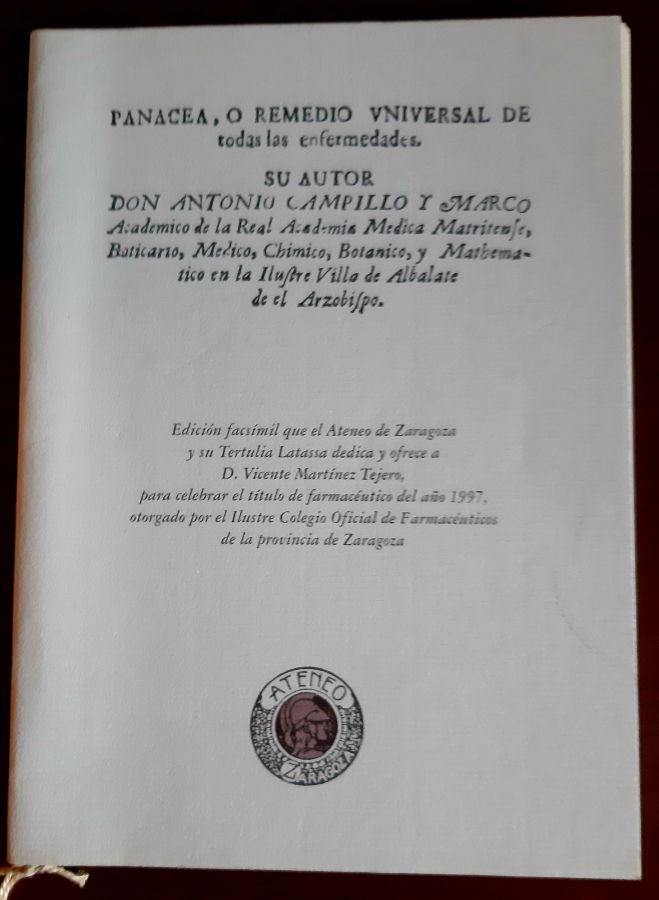 PANACEA, O REMEDIO VNIVERSAL DE
todas las enfermedades.
SU AUTOR
DON ANTONIO CAMPILLO Y MARCO
Academico de la Real Academia Medica Matritenſe,
Boticario, Medico, Chimico, Botanico, y Mathema-
tico en la Iluſtre Villa de Albalate
de el Arzobiſpo.
Edición facsímil que el Ateneo de Zaragoza
y su Tertulia Latassa dedica y ofrece a
D. Vicente Martínez Tejero,
para celebrar el título de farmacéutico del año 1997,
otorgado por el Ilustre Colegio Oficial de Farmacéuticos
de la provincia de Zaragoza
ATENEO
ZARAGOZA